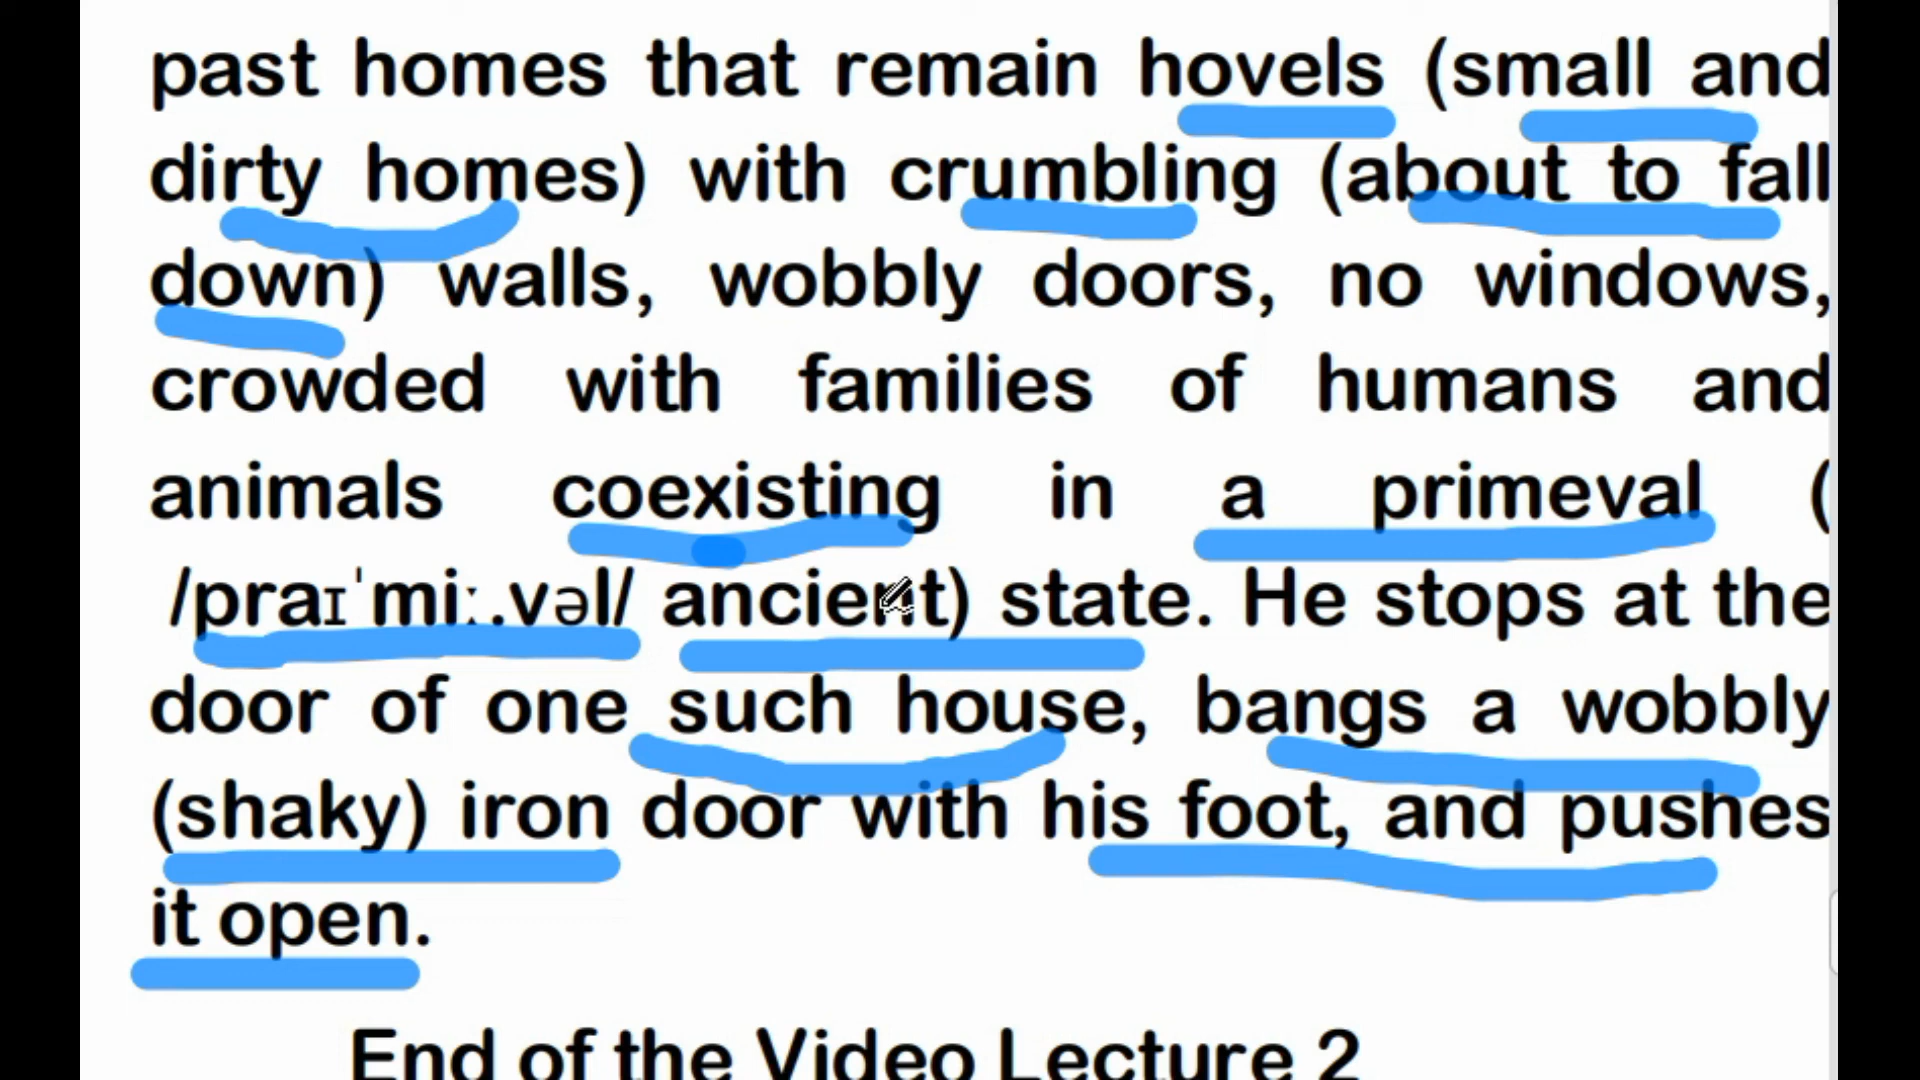 past homes that remain hovels (small and
dirty homes) with crumbling (about to fall
down) walls, wobbly doors, no windows,
crowded with families of humans and
animals coexisting in a primeval (
/praɪˈmiː.vəl/ ancient) state. He stops at the
door of one such house, bangs a wobbly
(shaky) iron door with his foot, and pushes
it open.
End of the Video Lecture 2